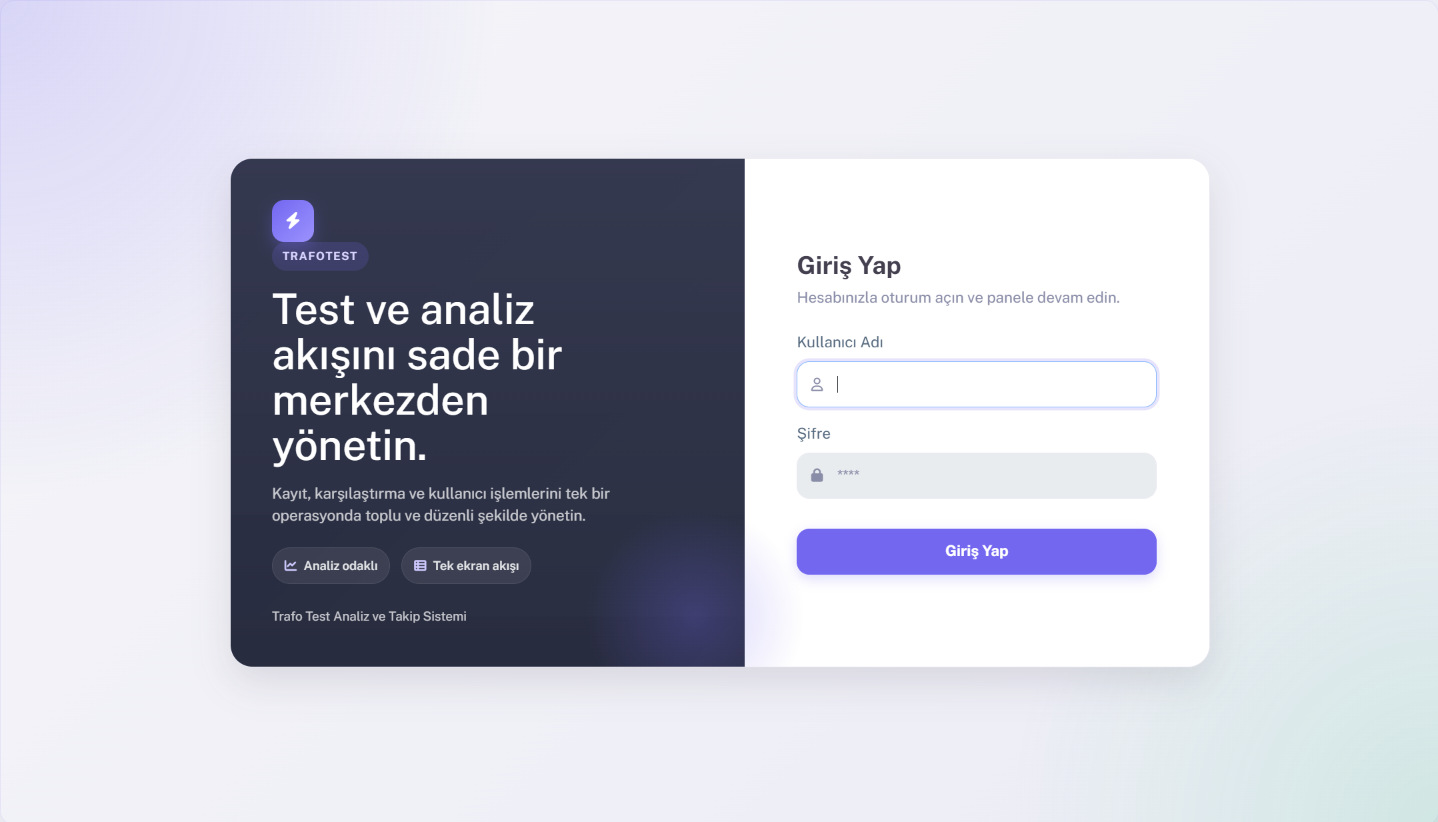 TRAFOTEST
Test ve analiz
akışını sade bir
merkezden
yönetin.
Kayıt, karşılaştırma ve kullanıcı işlemlerini tek bir
operasyonda toplu ve düzenli şekilde yönetin.
Analiz odaklı
Tek ekran akışı
Trafo Test Analiz ve Takip Sistemi
Giriş Yap
Hesabınızla oturum açın ve panele devam edin.
Kullanıcı Adı
Şifre
****
Giriş Yap